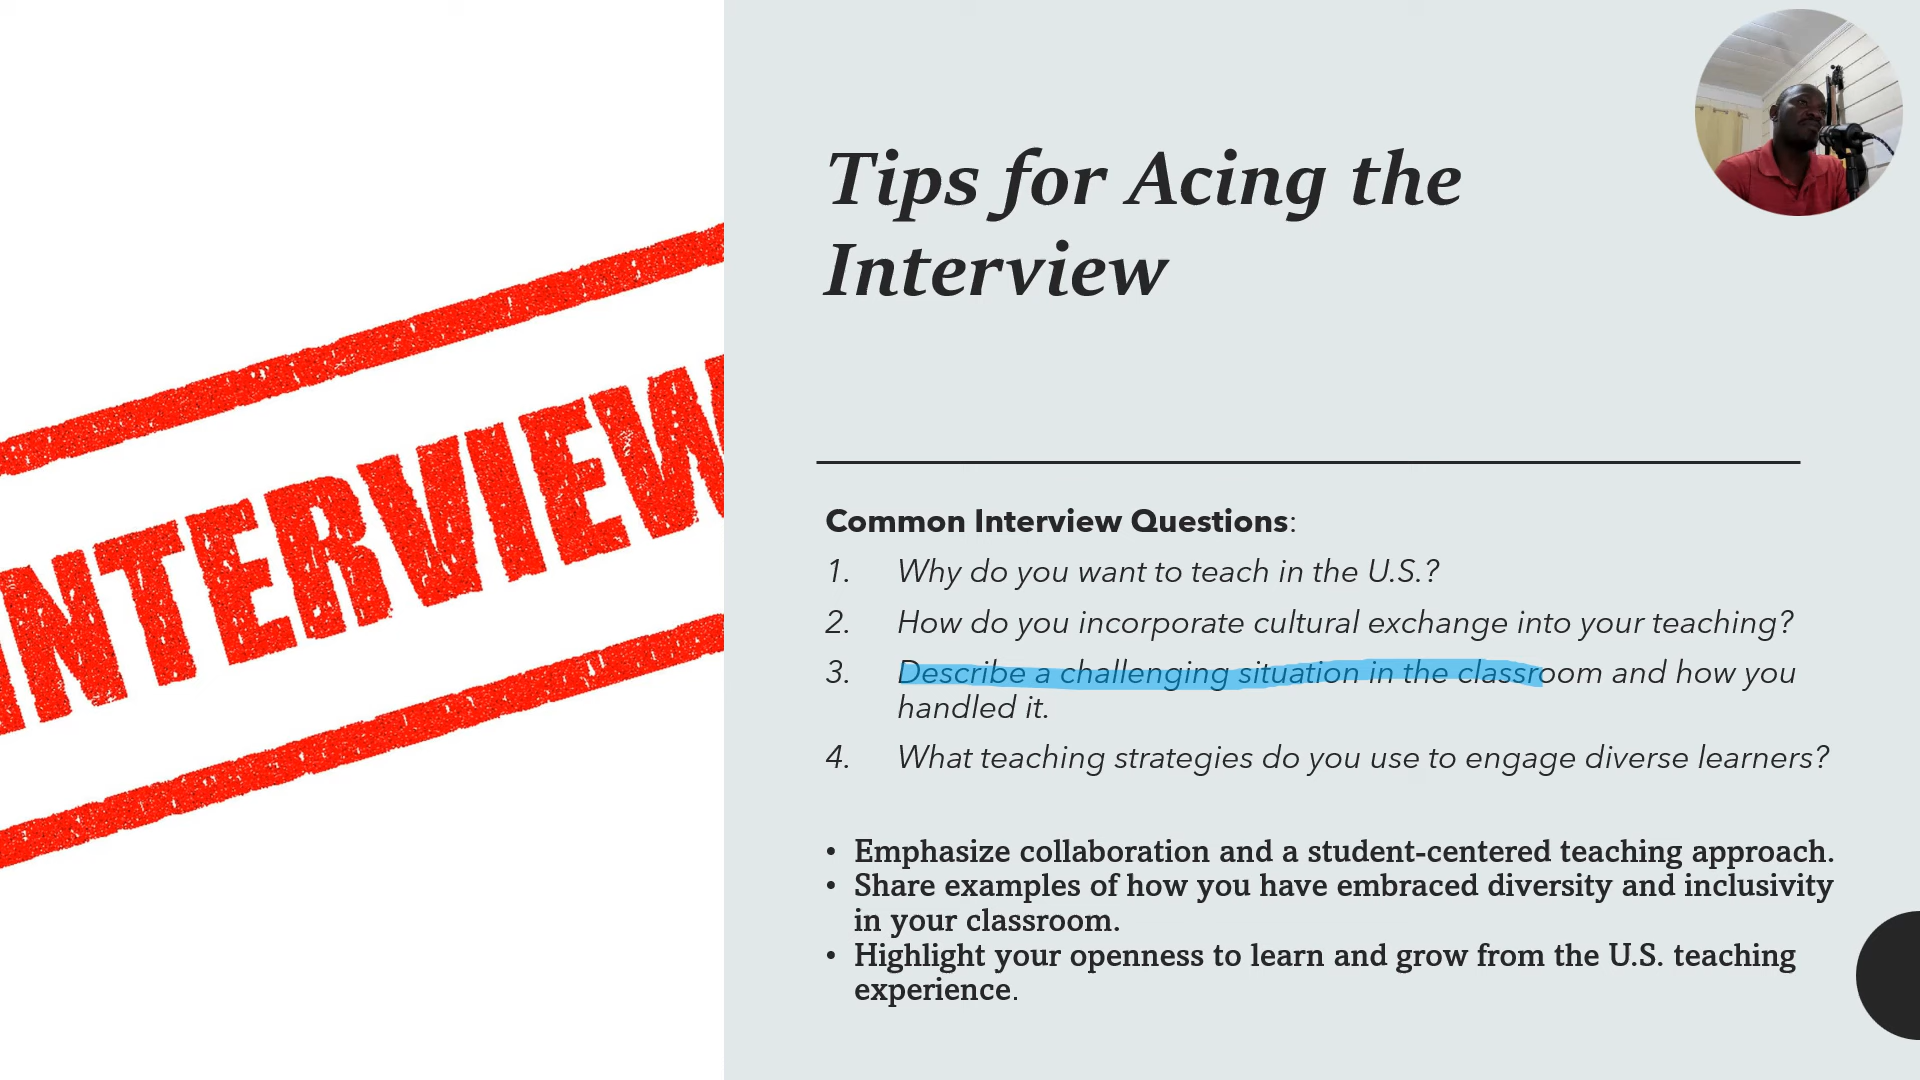 INTERVIEW
Tips for Acing the
Interview
Common Interview Questions:
1. Why do you want to teach in the U.S.?
2. How do you incorporate cultural exchange into your teaching?
3. Describe a challenging situation in the classroom and how you
handled it.
4. What teaching strategies do you use to engage diverse learners?
• Emphasize collaboration and a student-centered teaching approach.
• Share examples of how you have embraced diversity and inclusivity
in your classroom.
• Highlight your openness to learn and grow from the U.S. teaching
experience.